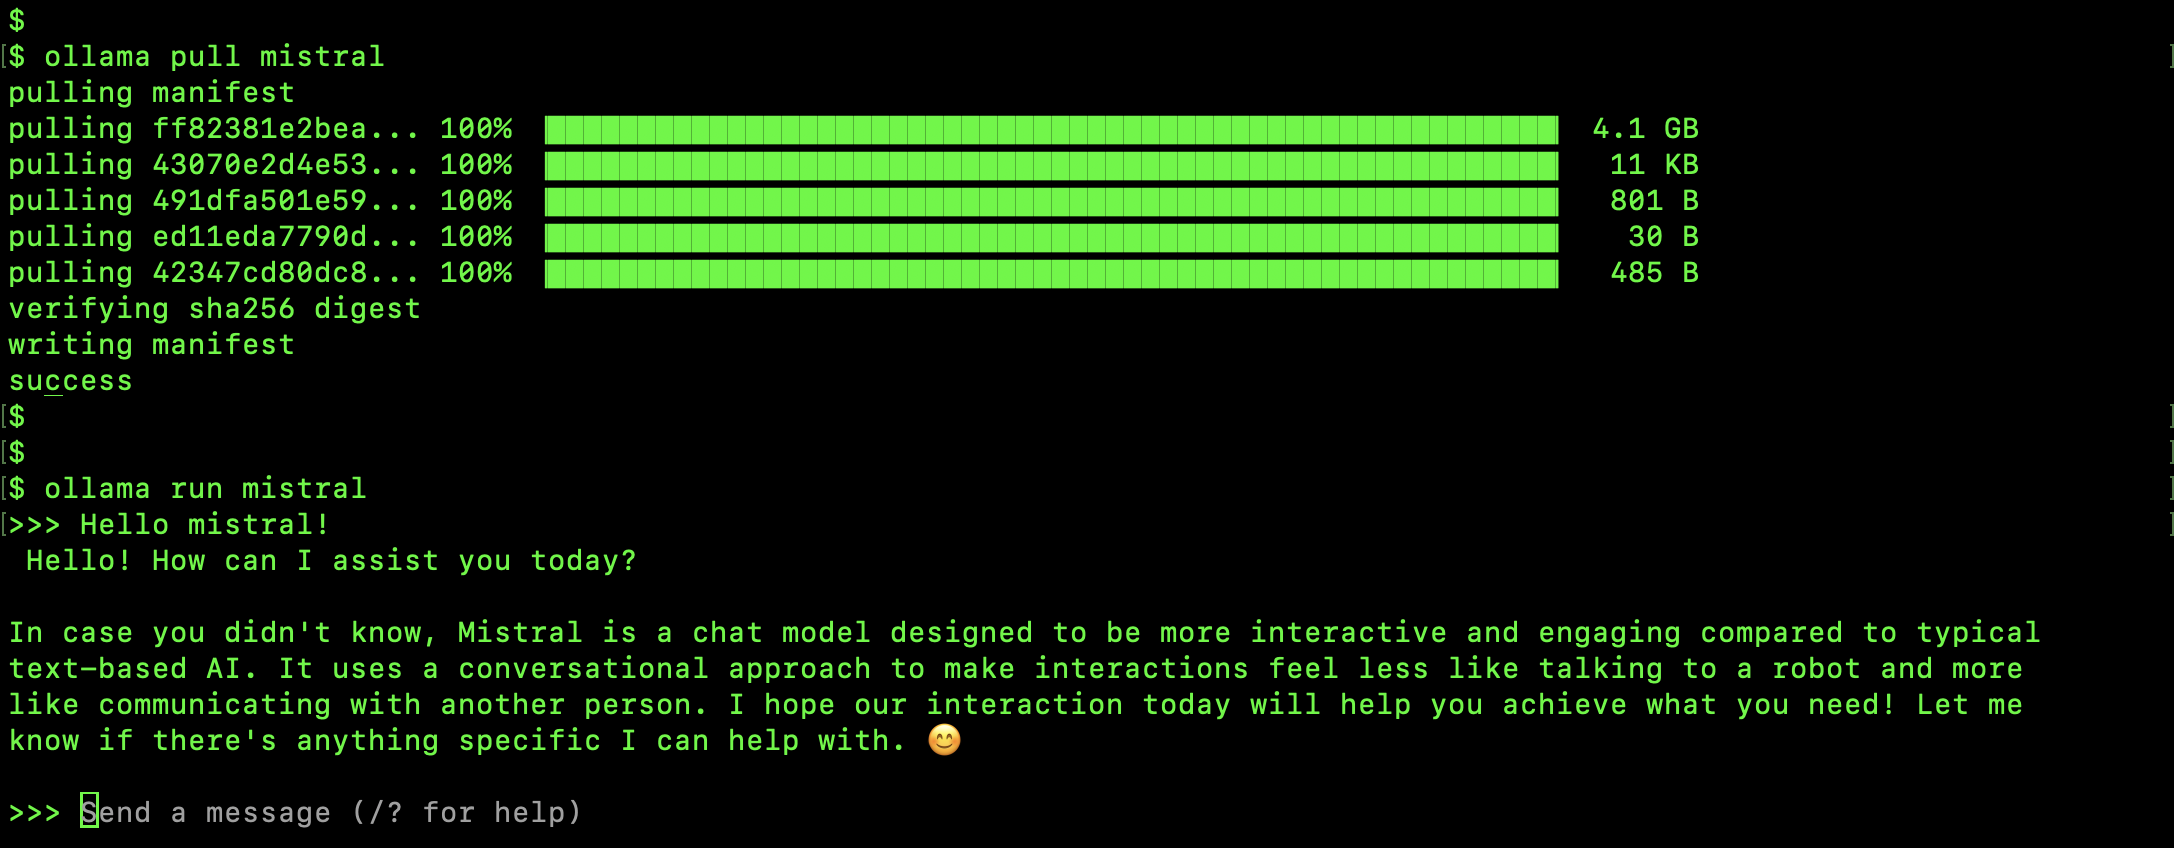 $
$ ollama pull mistral
pulling manifest
pulling ff82381e2bea... 100% 4.1 GB
pulling 43070e2d4e53... 100% 11 KB
pulling 491dfa501e59... 100% 801 B
pulling ed11eda7790d... 100% 30 B
pulling 42347cd80dc8... 100% 485 B
verifying sha256 digest
writing manifest
success
$
$
$ ollama run mistral
>>> Hello mistral!
Hello! How can I assist you today?
In case you didn't know, Mistral is a chat model designed to be more interactive and engaging compared to typical
text-based AI. It uses a conversational approach to make interactions feel less like talking to a robot and more
like communicating with another person. I hope our interaction today will help you achieve what you need! Let me
know if there's anything specific I can help with. 😊
>>> Send a message (/? for help)